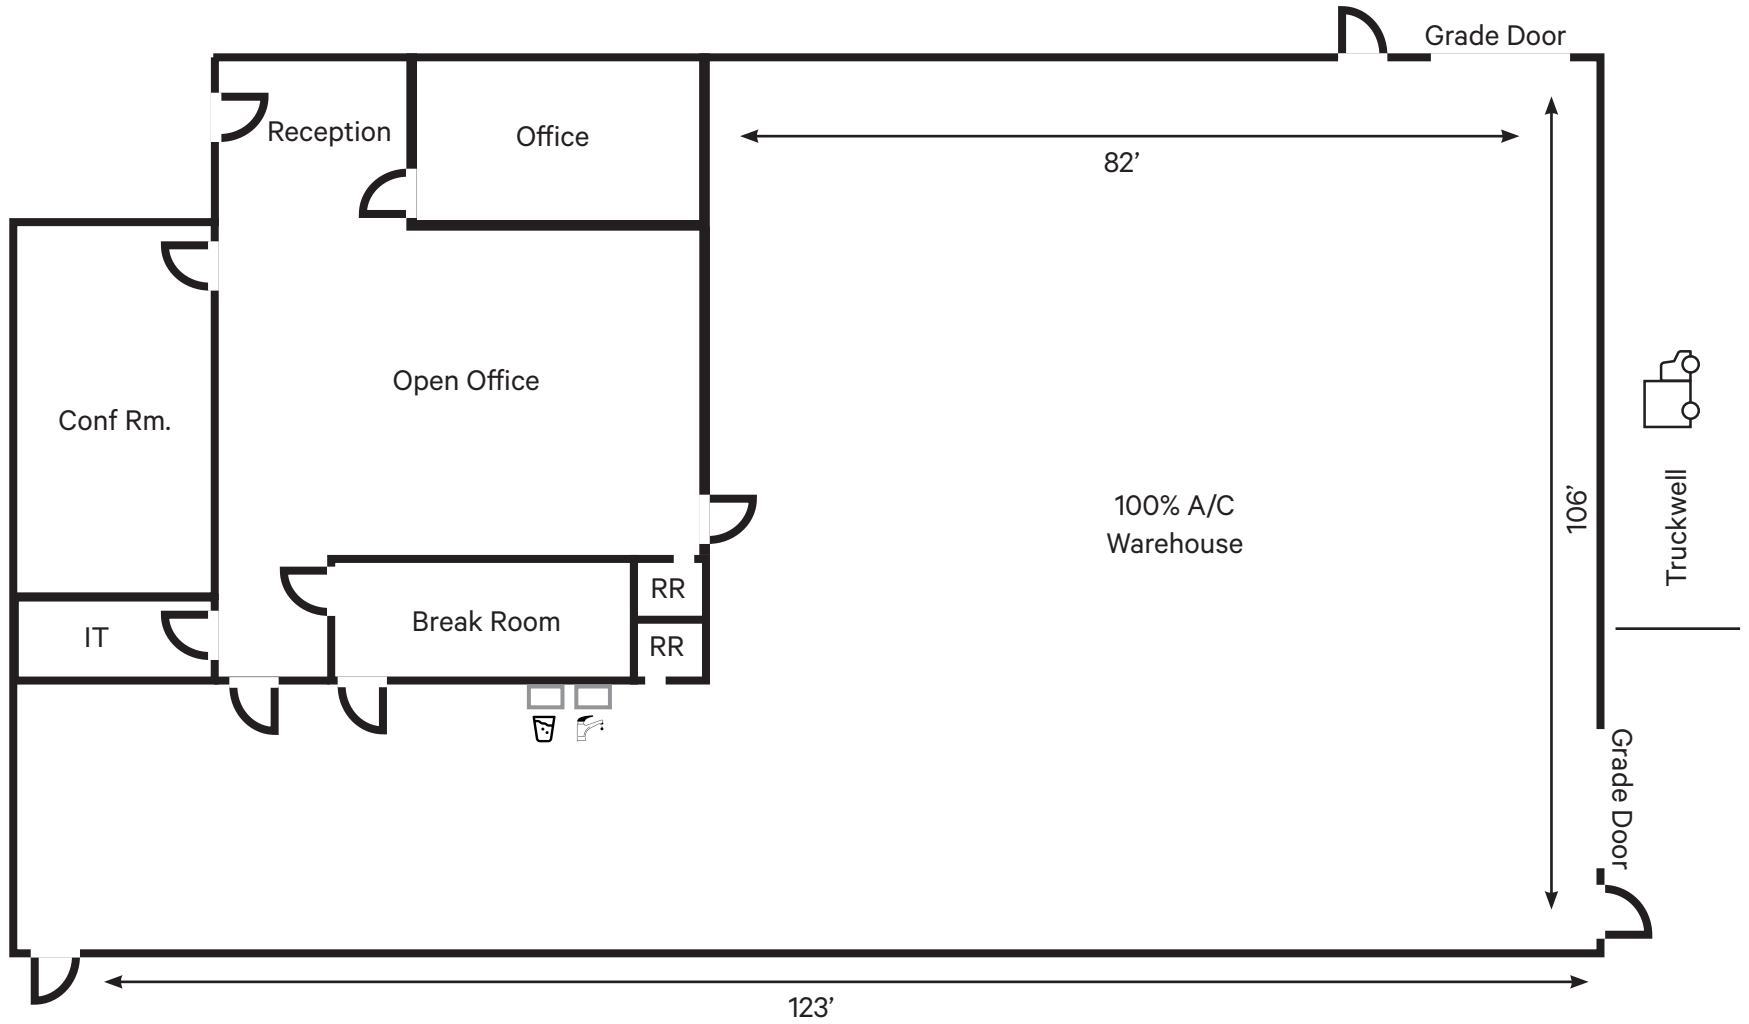 Grade Door
Reception
Office
82’
Open Office
Conf Rm.
100% A/C
Warehouse
106’
Truckwell
RR
Break Room
IT
RR
Grade Door
123’